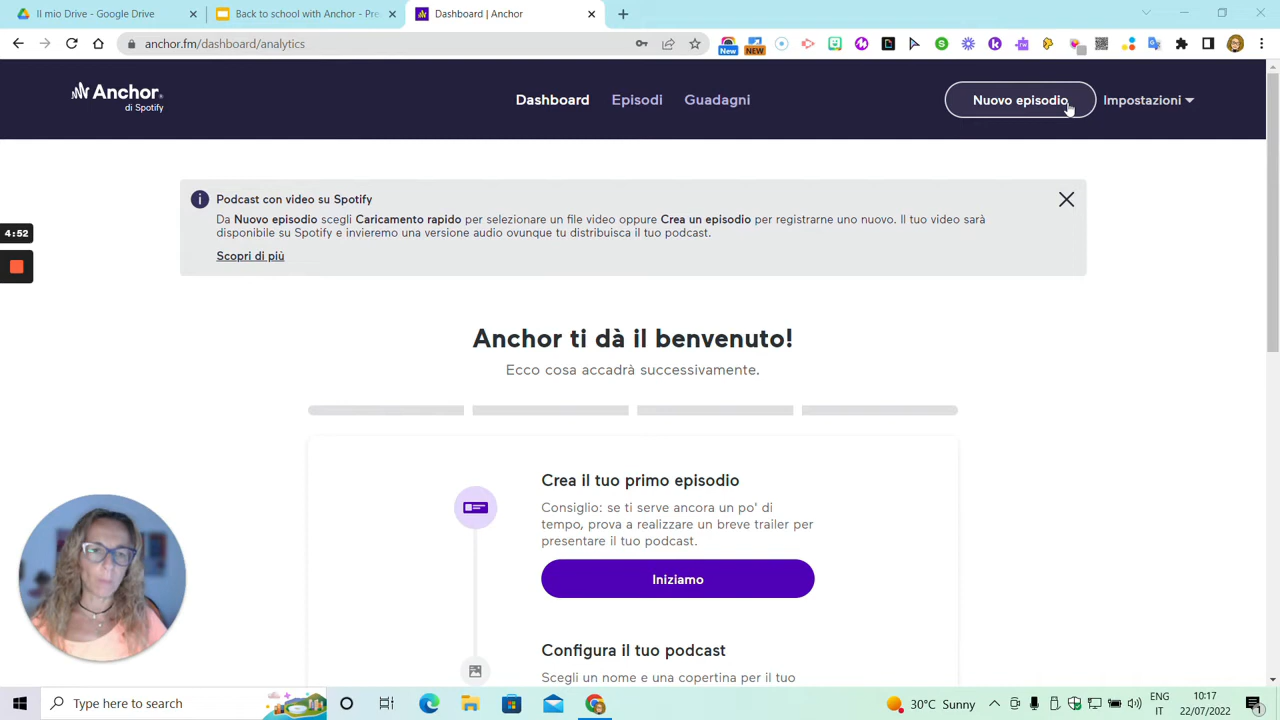 Il mio Drive - Google Drive
Back to school with Anchor - Pre
Dashboard | Anchor
anchor.fm/dashboard/analytics
New
NEW
Anchor
di Spotify
Dashboard
Episodi
Guadagni
Nuovo episodio
Impostazioni
Podcast con video su Spotify
Da Nuovo episodio scegli Caricamento rapido per selezionare un file video oppure Crea un episodio per registrarne uno nuovo. Il tuo video sarà
disponibile su Spotify e invieremo una versione audio ovunque tu distribuisca il tuo podcast.
Scopri di più
4:52
Anchor ti dà il benvenuto!
Ecco cosa accadrà successivamente.
Crea il tuo primo episodio
Consiglio: se ti serve ancora un po' di
tempo, prova a realizzare un breve trailer per
presentare il tuo podcast.
Iniziamo
Configura il tuo podcast
Scegli un nome e una copertina per il tuo
Type here to search
30°C Sunny
ENG
IT
10:17
22/07/2022
1